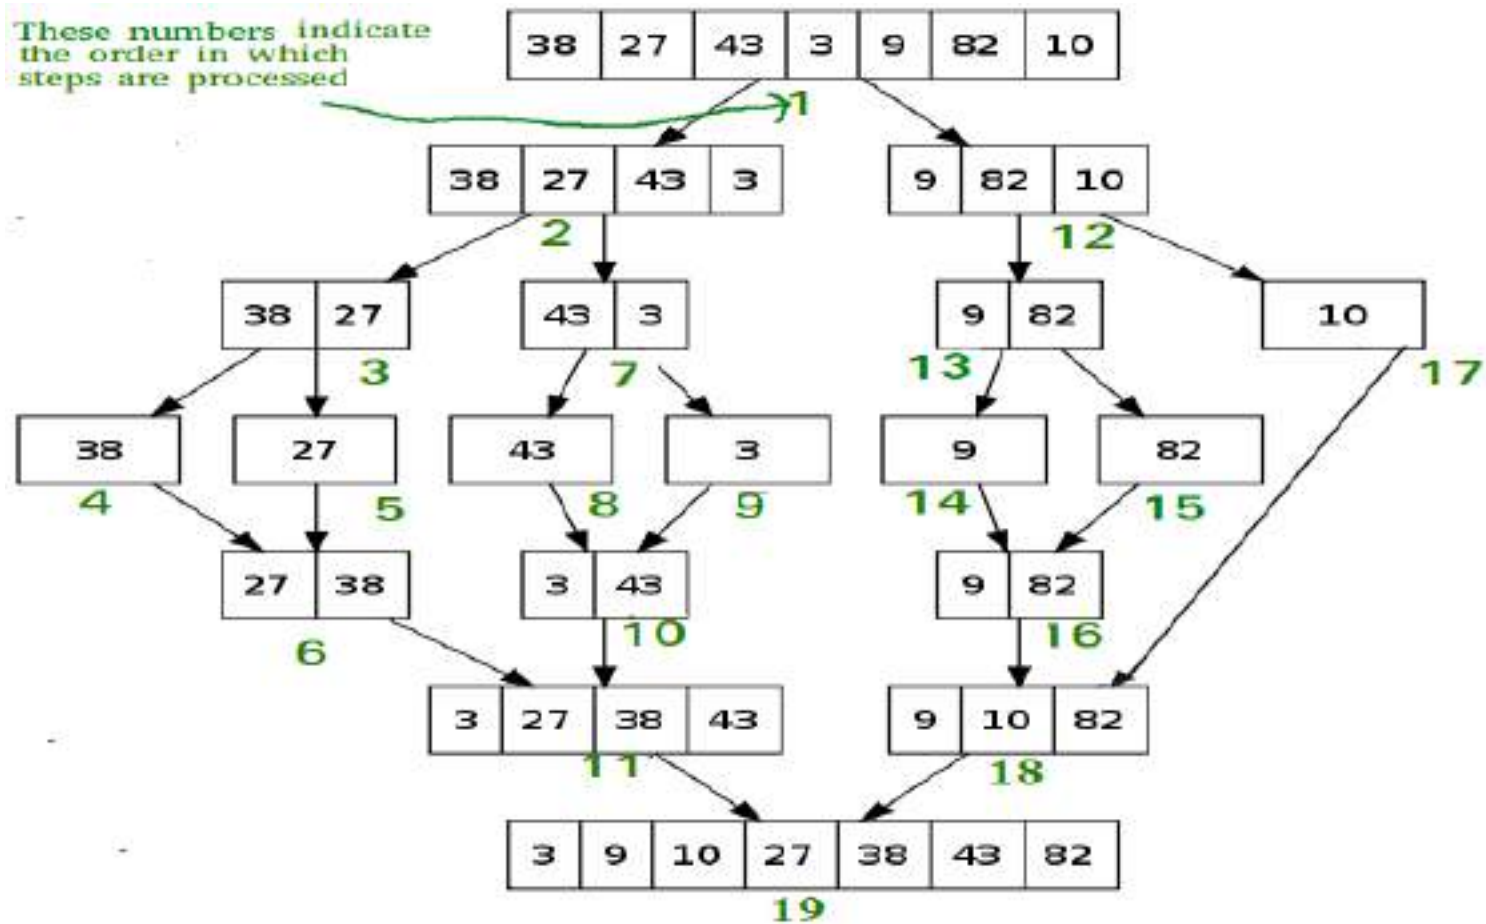 These numbers indicate
the order in which
steps are processed
38 27 43 3 9 82 10
1
38 27 43 3 9 82 10
2 12
38 27 43 3 9 82 10
3 7 13 17
38 27 43 3 9 82
4 5 8 9 14 15
27 38 3 43 9 82
6 10 16
3 27 38 43 9 10 82
11 18
3 9 10 27 38 43 82
19